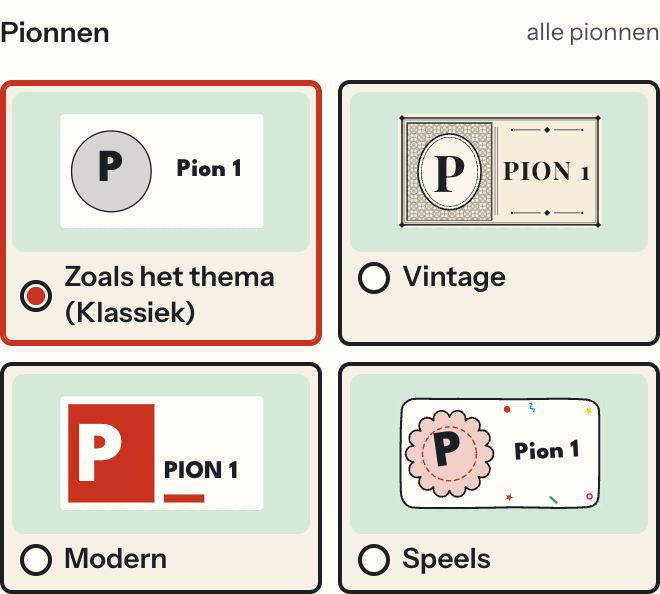 Pionnen
alle pionnen
P
Pion 1
P
PION 1
Zoals het thema
(Klassiek)
Vintage
P
PION 1
P
Pion 1
Modern
Speels